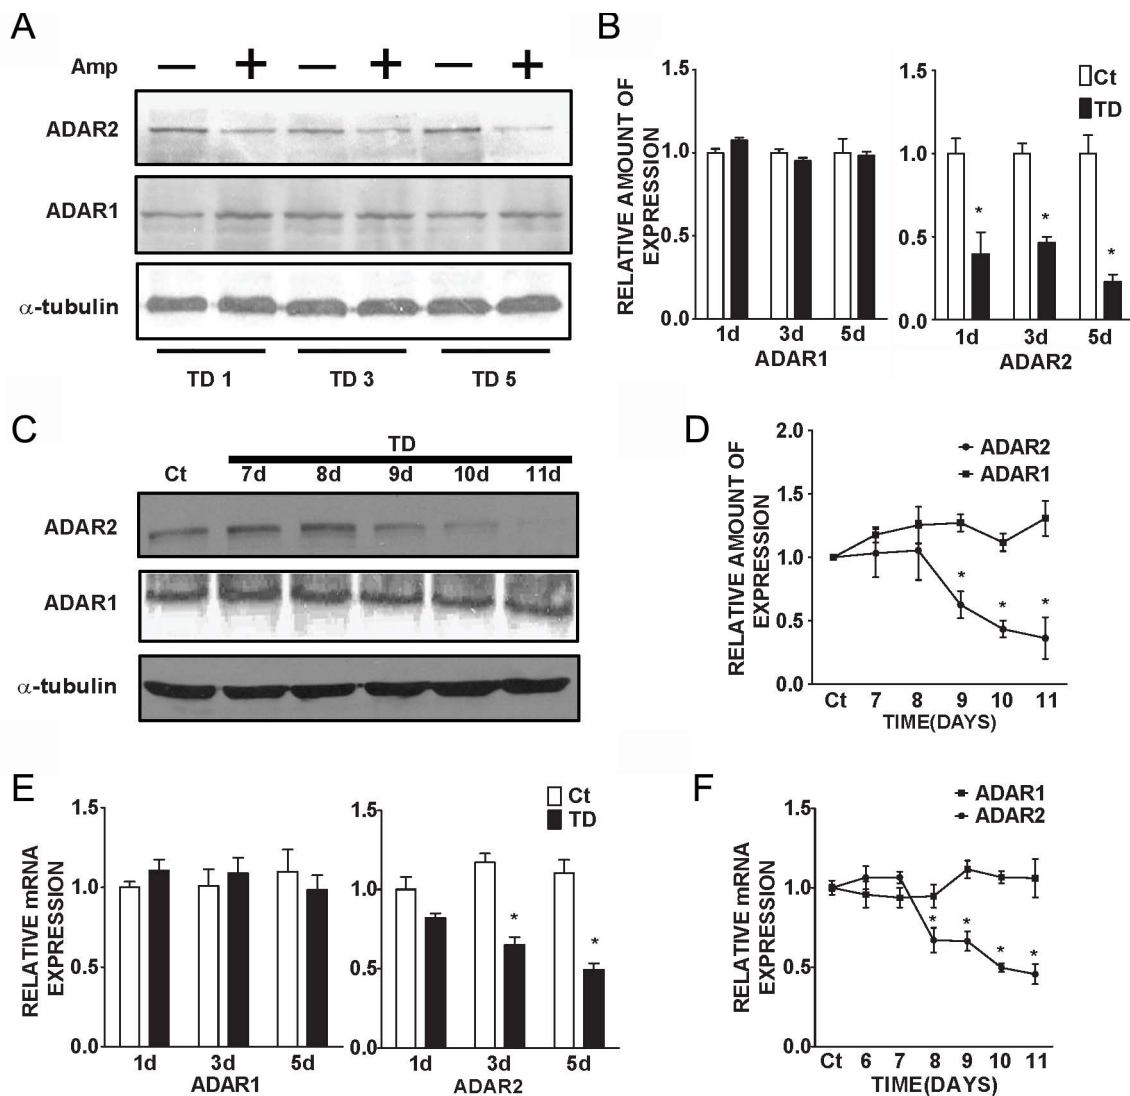 A
Amp — + — + — +
ADAR2
ADAR1
α-tubulin
TD 1 TD 3 TD 5
B
RELATIVE AMOUNT OF
EXPRESSION
1.5
1.0
0.5
0.0
1d 3d 5d
ADAR1
1.5
1.0
0.5
0.0
* * *
1d 3d 5d
ADAR2
Ct
TD
C
TD
Ct 7d 8d 9d 10d 11d
ADAR2
ADAR1
α-tubulin
D
RELATIVE AMOUNT OF
EXPRESSION
2.0
1.5
1.0
0.5
0.0
ADAR2
ADAR1
* * *
Ct 7 8 9 10 11
TIME(DAYS)
E
RELATIVE mRNA
EXPRESSION
1.5
1.0
0.5
0.0
1d 3d 5d
ADAR1
1.5
1.0
0.5
0.0
* *
1d 3d 5d
ADAR2
Ct
TD
F
RELATIVE mRNA
EXPRESSION
1.5
1.0
0.5
0.0
ADAR1
ADAR2
* * * *
Ct 6 7 8 9 10 11
TIME(DAYS)